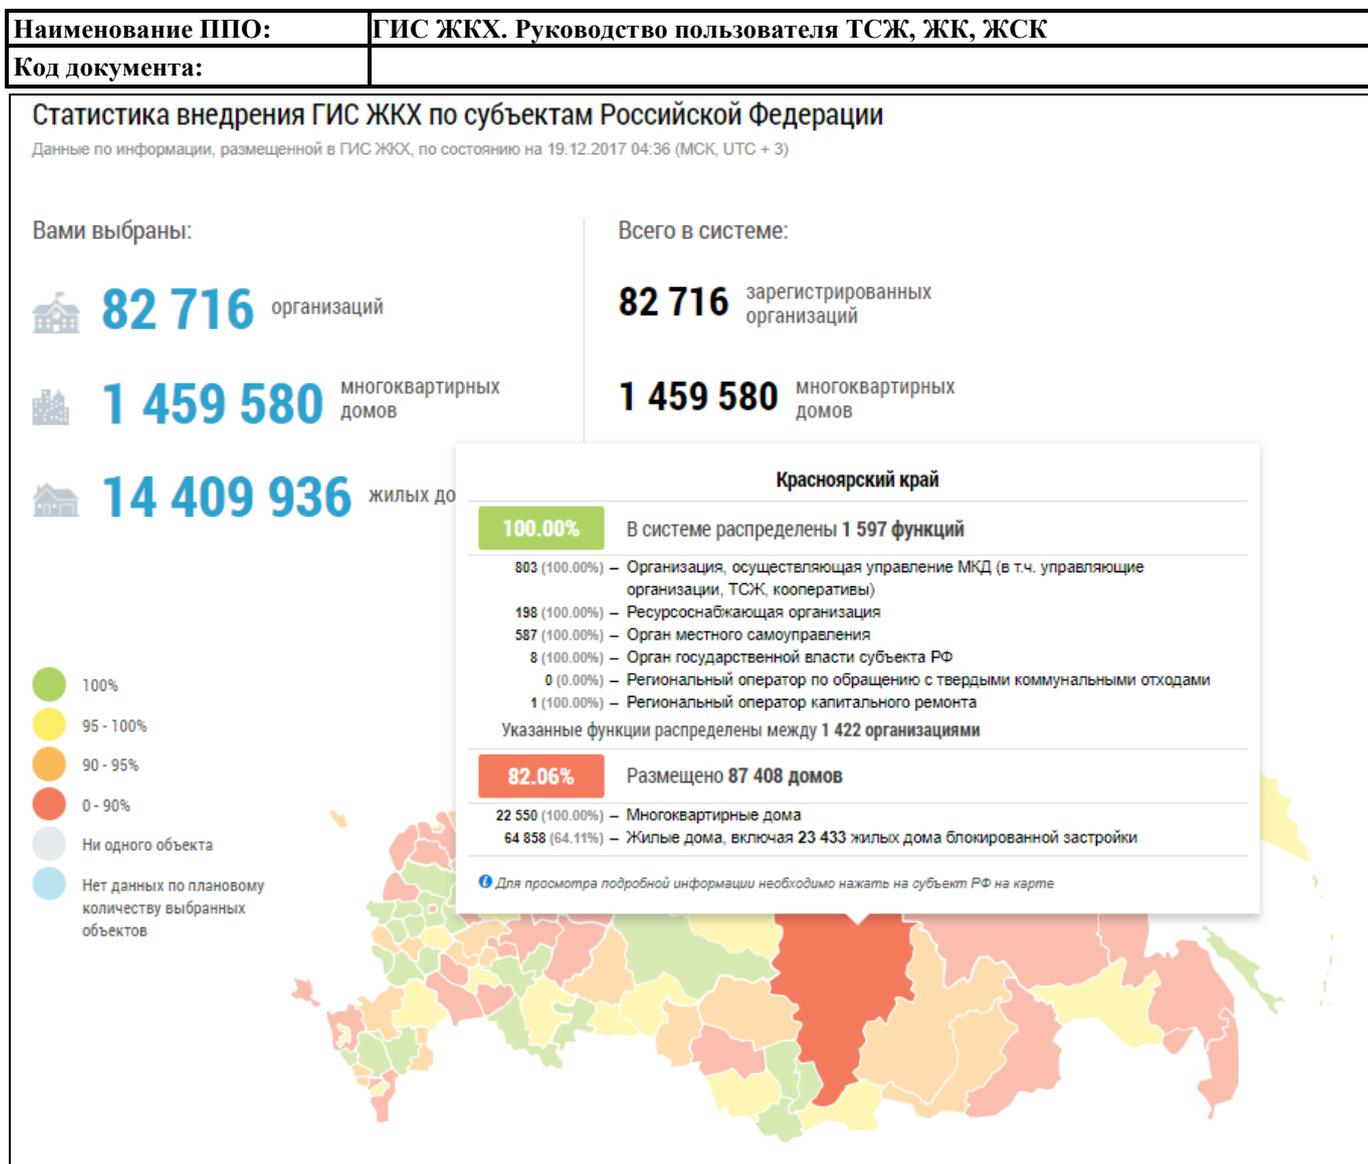 Наименование ППО: ГИС ЖКХ. Руководство пользователя ТСЖ, ЖК, ЖСК
Код документа:
Статистика внедрения ГИС ЖКХ по субъектам Российской Федерации
Данные по информации, размещенной в ГИС ЖКХ, по состоянию на 19.12.2017 04:36 (МСК, UTC + 3)
Вами выбраны:
82 716 организаций
1 459 580 многоквартирных
домов
14 409 936 жилых до
Всего в системе:
82 716 зарегистрированных
организаций
1 459 580 многоквартирных
домов
Красноярский край
100.00% В системе распределены 1 597 функций
803 (100.00%) – Организация, осуществляющая управление МКД (в т.ч. управляющие
организации, ТСЖ, кооперативы)
198 (100.00%) – Ресурсоснабжающая организация
587 (100.00%) – Орган местного самоуправления
8 (100.00%) – Орган государственной власти субъекта РФ
0 (0.00%) – Региональный оператор по обращению с твердыми коммунальными отходами
1 (100.00%) – Региональный оператор капитального ремонта
Указанные функции распределены между 1 422 организациями
82.06% Размещено 87 408 домов
22 550 (100.00%) – Многоквартирные дома
64 858 (64.11%) – Жилые дома, включая 23 433 жилых дома блокированной застройки
Для просмотра подробной информации необходимо нажать на субъект РФ на карте
100%
95 - 100%
90 - 95%
0 - 90%
Ни одного объекта
Нет данных по плановому
количеству выбранных
объектов